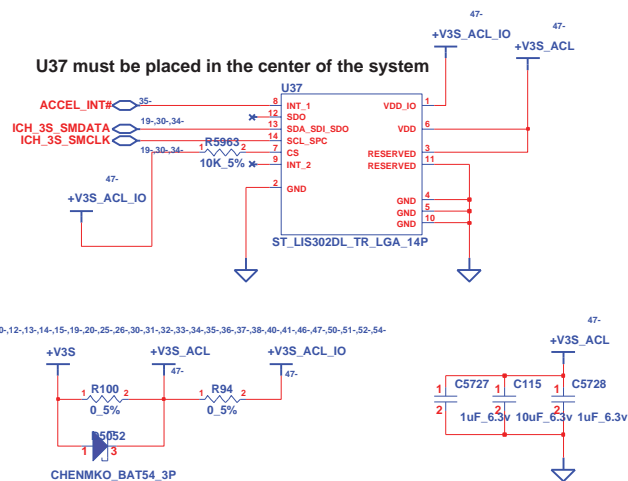 47-
+V3S_ACL_IO
47-
+V3S_ACL
U37 must be placed in the center of the system
U37
ACCEL_INT#
35-
8
INT_1
VDD_IO
1
12
SDO
ICH_3S_SMDATA
19-,30-,34-
13
SDA_SDI_SDO
VDD
6
ICH_3S_SMCLK
19-,30-,34-
14
SCL_SPC
R5963
1
2
7
CS
RESERVED
3
10K_5%
9
INT_2
RESERVED
11
47-
+V3S_ACL_IO
2
GND
GND
4
GND
5
GND
10
ST_LIS302DL_TR_LGA_14P
0-,12-,13-,14-,15-,19-,20-,25-,26-,30-,31-,32-,33-,34-,35-,36-,37-,38-,40-,41-,46-,47-,50-,51-,52-,54-
47-
+V3S
+V3S_ACL
+V3S_ACL_IO
+V3S_ACL
47-
47-
1
R100
2
1
R94
2
0_5%
0_5%
1
C5727
1
C115
1
C5728
2
1uF_6.3v
2
10uF_6.3v
2
1uF_6.3v
D5052
1
3
CHENMKO_BAT54_3P